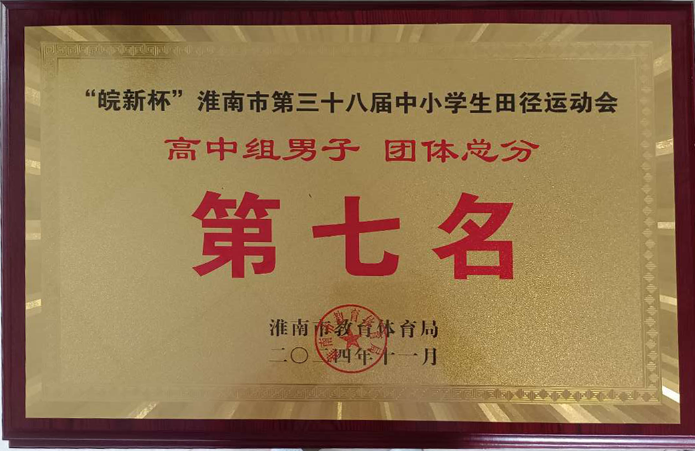 “皖新杯”淮南市第三十八届中小学生田径运动会
高中组男子 团体总分
第七名
淮南市教育体育局
二〇二四年十一月